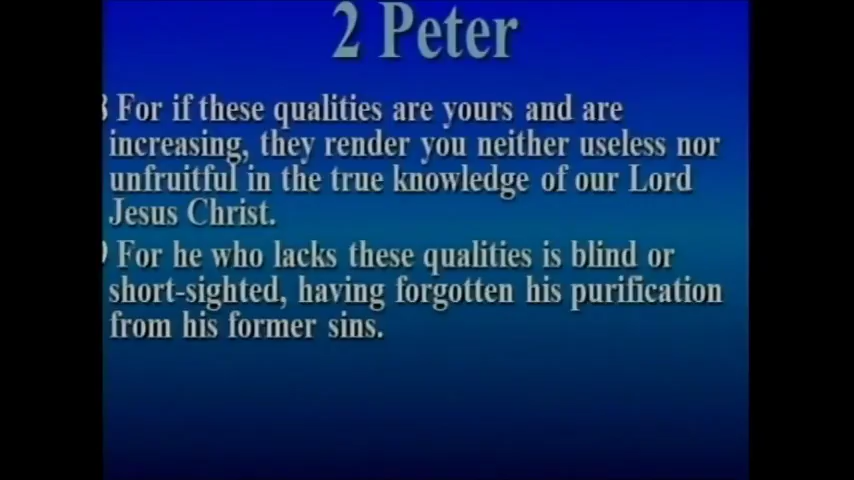 2 Peter
8 For if these qualities are yours and are
increasing, they render you neither useless nor
unfruitful in the true knowledge of our Lord
Jesus Christ.
9 For he who lacks these qualities is blind or
short-sighted, having forgotten his purification
from his former sins.